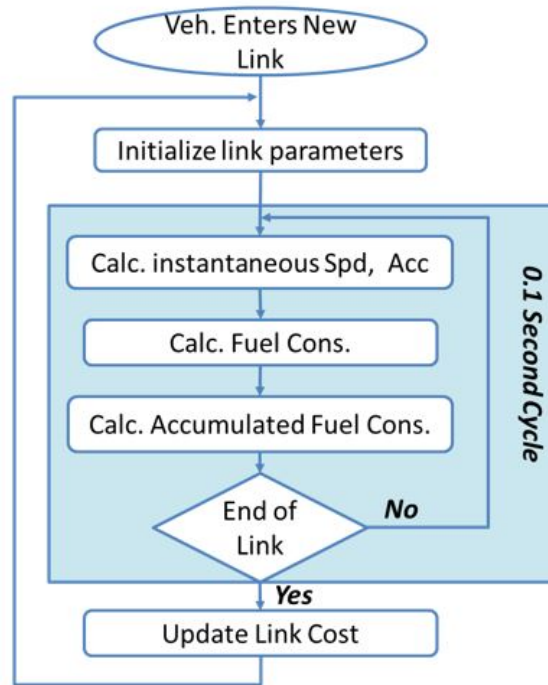 Veh. Enters New
Link
Initialize link parameters
Calc. instantaneous Spd, Acc
Calc. Fuel Cons.
Calc. Accumulated Fuel Cons.
0.1 Second Cycle
End of
Link
No
Yes
Update Link Cost